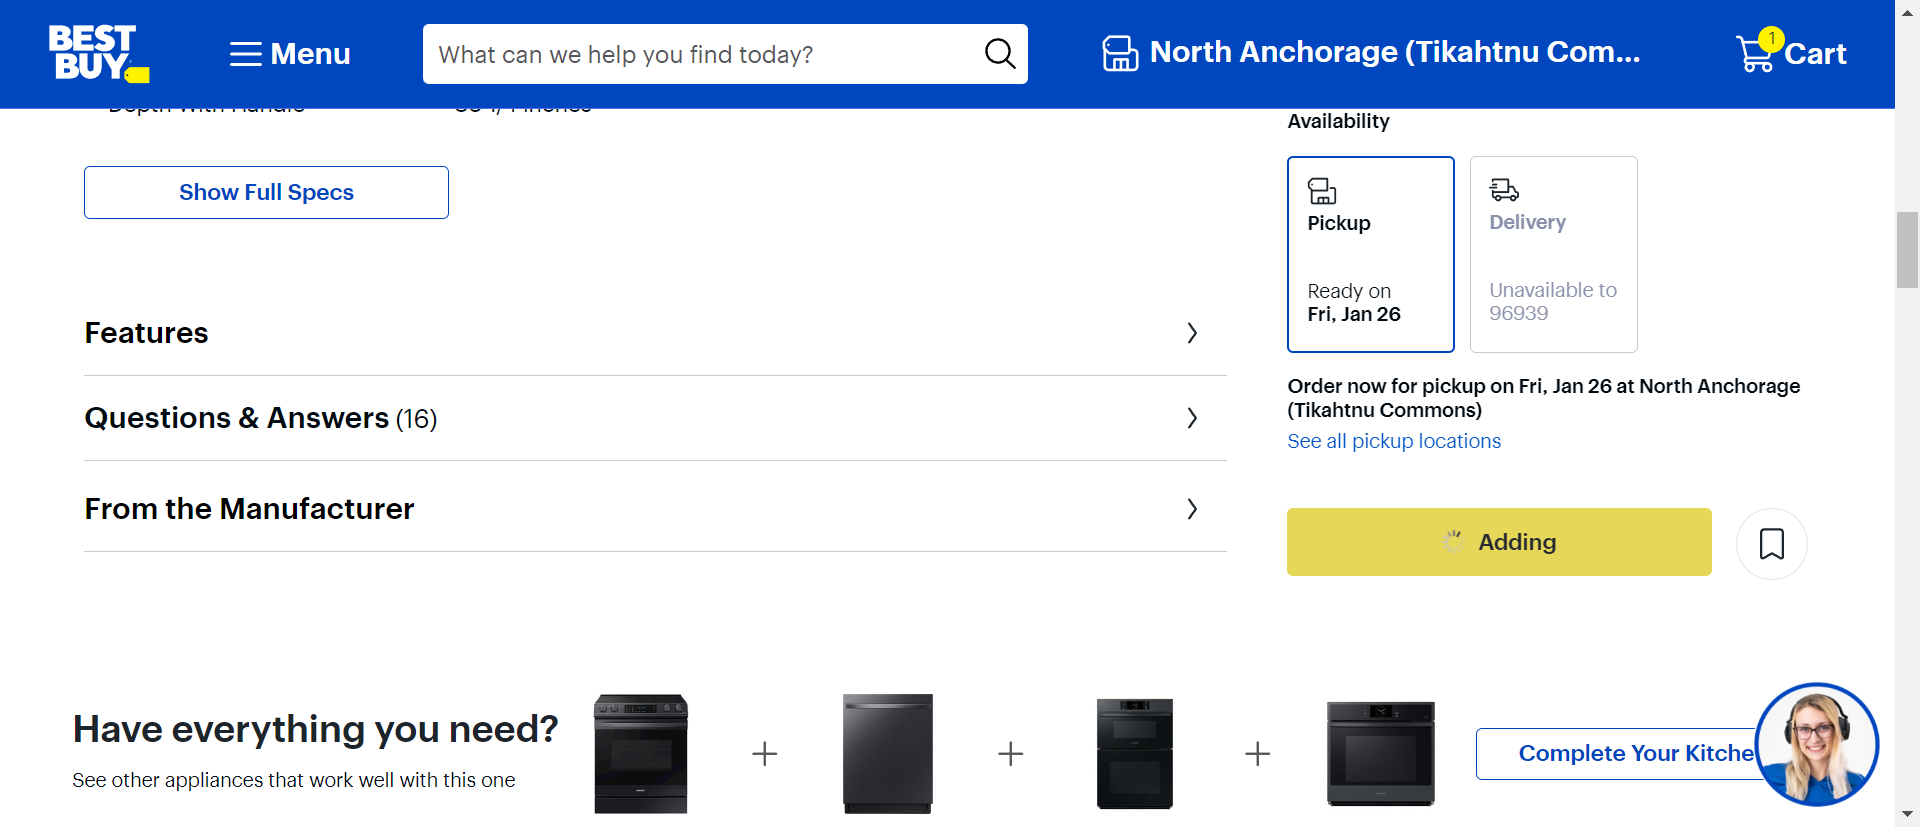 BEST
BUY
Menu
What can we help you find today?
North Anchorage (Tikahtnu Com...
1
Cart
Availability
Show Full Specs
Pickup
Ready on
Fri, Jan 26
Delivery
Unavailable to
96939
Features
Questions & Answers (16)
From the Manufacturer
Order now for pickup on Fri, Jan 26 at North Anchorage
(Tikahtnu Commons)
See all pickup locations
Adding
Have everything you need?
See other appliances that work well with this one
Complete Your Kitche